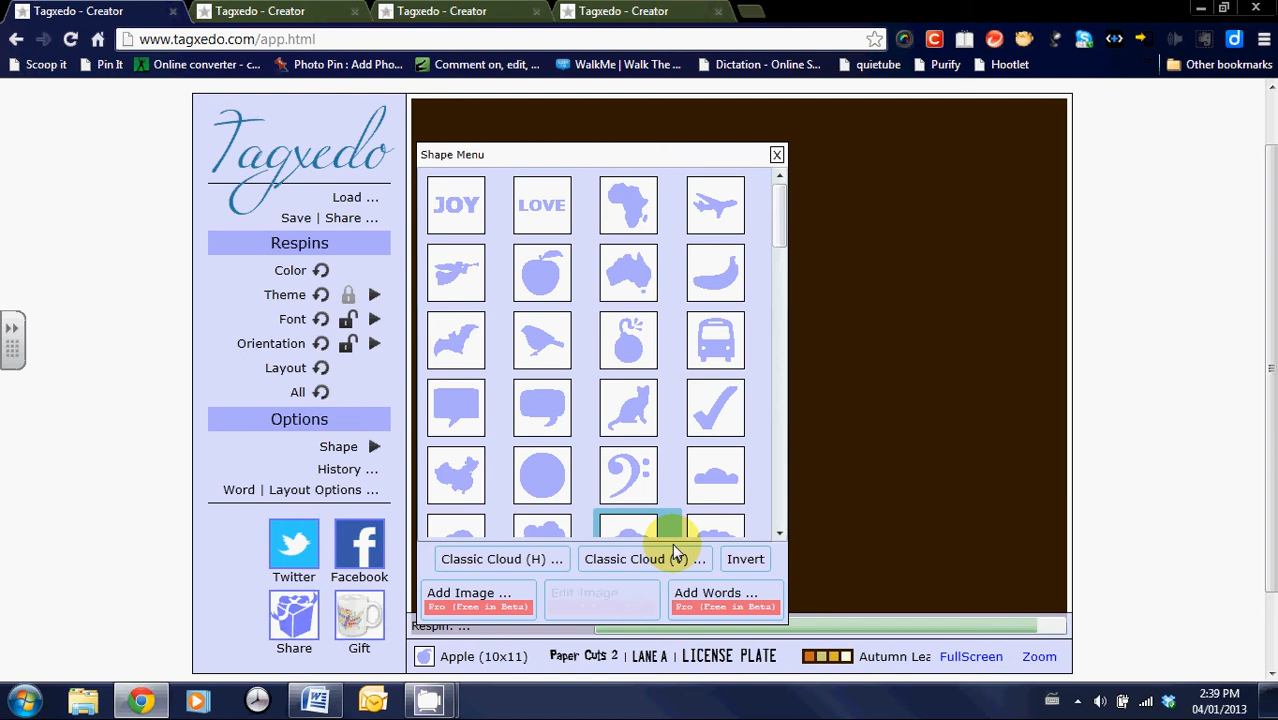 Tagxedo - Creator
Tagxedo - Creator
Tagxedo - Creator
Tagxedo - Creator
www.tagxedo.com/app.html
Scoop it
Pin It
Online converter - c...
Photo Pin : Add Pho...
Comment on, edit, ...
WalkMe | Walk The ...
Dictation - Online S...
quietube
Purify
Hootlet
Other bookmarks
Tagxedo
Load ...
Save | Share ...
Respins
Color
Theme
Font
Orientation
Layout
All
Options
Shape
History ...
Word | Layout Options ...
Twitter
Facebook
Share
Gift
Shape Menu
X
JOY
LOVE
Classic Cloud (H) ...
Classic Cloud (V) ...
Invert
Add Image ...
Pro (Free in Beta)
Edit Image
Add Words ...
Pro (Free in Beta)
Respin: ...
Apple (10x11)
Paper Cuts 2 | LANE A | LICENSE PLATE
Autumn Lea
FullScreen
Zoom
2:39 PM
04/01/2013